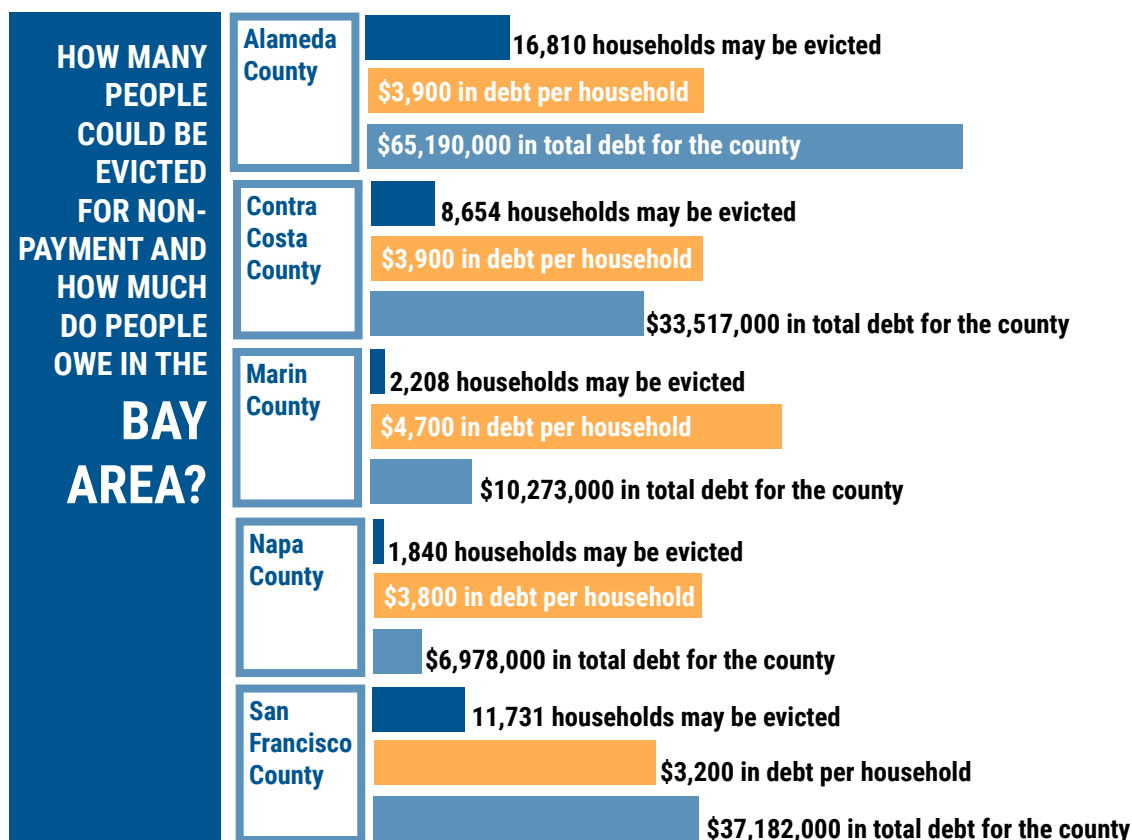 HOW MANY
PEOPLE
COULD BE
EVICTED
FOR NON-
PAYMENT AND
HOW MUCH
DO PEOPLE
OWE IN THE
BAY
AREA?
Alameda
County
16,810 households may be evicted
$3,900 in debt per household
$65,190,000 in total debt for the county
Contra
Costa
County
8,654 households may be evicted
$3,900 in debt per household
$33,517,000 in total debt for the county
Marin
County
2,208 households may be evicted
$4,700 in debt per household
$10,273,000 in total debt for the county
Napa
County
1,840 households may be evicted
$3,800 in debt per household
$6,978,000 in total debt for the county
San
Francisco
County
11,731 households may be evicted
$3,200 in debt per household
$37,182,000 in total debt for the county